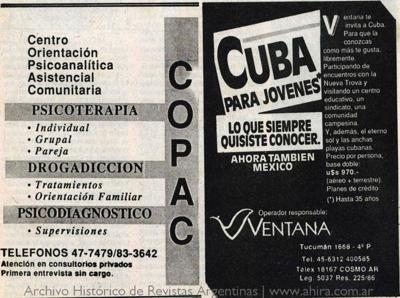 Centro
Orientación
Psicoanalítica
Asistencial
Comunitaria
COPAC
PSICOTERAPIA
• Individual
• Grupal
• Pareja
DROGADICCION
• Tratamientos
• Orientación Familiar
PSICODIAGNOSTICO
• Supervisiones
TELEFONOS 47-7479/83-3642
Atención en consultorios privados
Primera entrevista sin cargo.
CUBA
PARA JOVENES*
LO QUE SIEMPRE
QUISISTE CONOCER.
AHORA TAMBIEN
MEXICO
Ventana te
invita a Cuba.
Para que la
conozcas
como más te gusta,
libremente.
Participando de
encuentros con la
Nueva Trova y
visitando un centro
educativo, un
sindicato, una
comunidad
campesina.
Y, además, el eterno
sol y las anchas
playas cubanas.
Precio por persona,
base doble:
u$s 970.-
(aéreo + terrestre)
Planes de crédito
(*) Hasta 35 años
Operador responsable:
VENTANA
Tucumán 1668 - 4º P.
Tel. 45-6312 400585
Télex 18167 COSMO AR
Leg. 5037 Res. 225/86
Archivo Histórico de Revistas Argentinas | www.ahira.com.ar